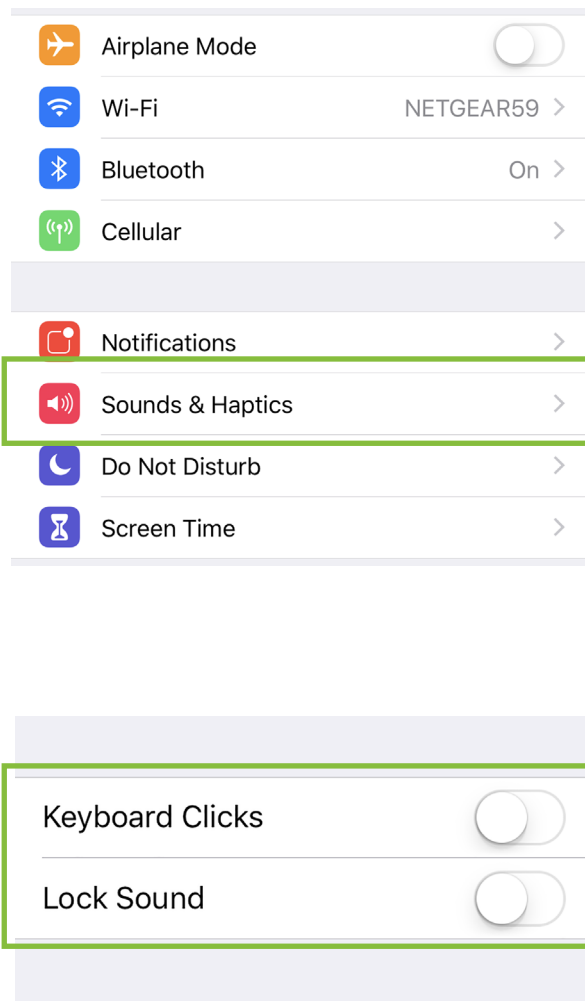 Airplane Mode
Wi-Fi NETGEAR59
Bluetooth On
Cellular
Notifications
Sounds & Haptics
Do Not Disturb
Screen Time
Keyboard Clicks
Lock Sound